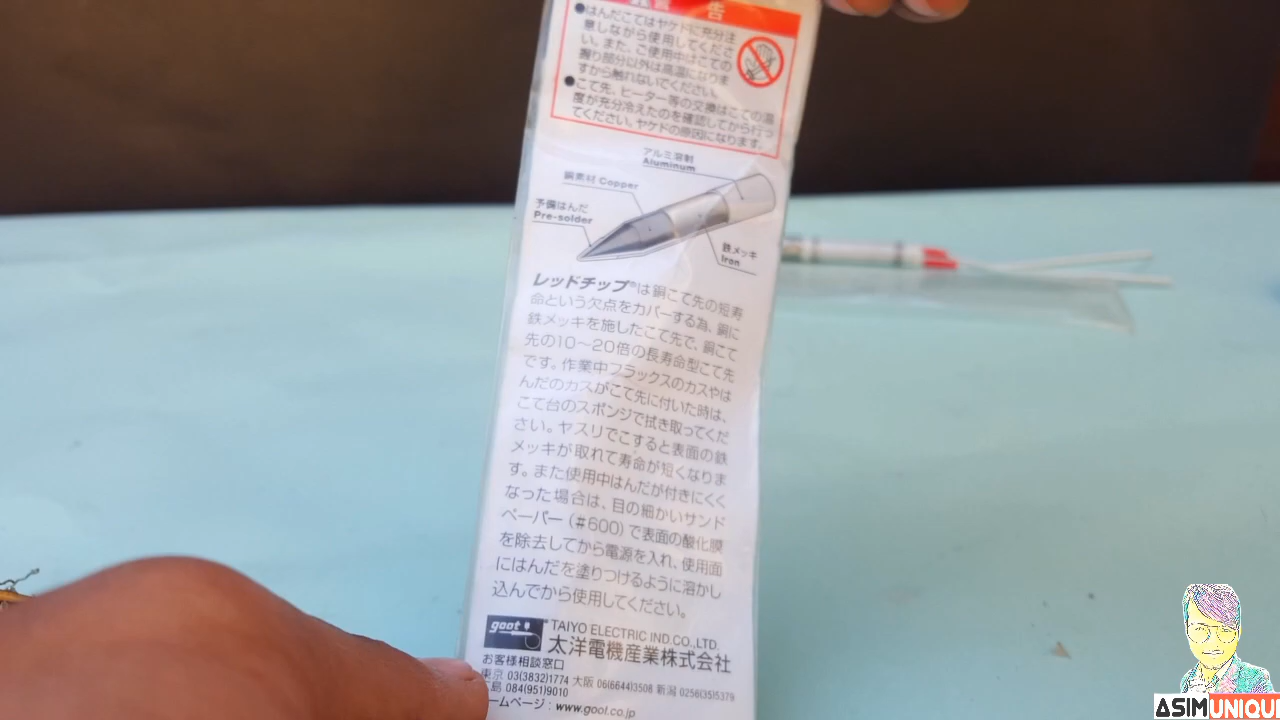 警告
●はんだこてはヤケドに充分注
意しながら使用してくださ
い。また、ご使用中はこての
握り部分以外は高温になりま
すから触れないでください。
●こて先、ヒーター等の交換はこての温
度が充分冷えたのを確認してから行っ
てください。ヤケドの原因になります。
アルミ溶射
Aluminum
銅素材 Copper
予備はんだ
Pre-solder
鉄メッキ
Iron
レッドチップ®は銅こて先の短寿
命という欠点をカバーする為、銅に
鉄メッキを施したこて先で、銅こて
先の10〜20倍の長寿命型こて先
です。作業中フラックスのカスやは
んだのカスがこて先に付いた時は、
こて台のスポンジで拭き取ってくだ
さい。ヤスリでこすると表面の鉄
メッキが取れて寿命が短くなりま
す。また使用中はんだが付きにくく
なった場合は、目の細かいサンド
ペーパー(#600)で表面の酸化膜
を除去してから電源を入れ、使用面
にはんだを塗りつけるように溶かし
込んでから使用してください。
goot
TAIYO ELECTRIC IND.CO.,LTD.
太洋電機産業株式会社
お客様相談窓口
東京 03(3832)1774 大阪 06(6644)3508 新潟 0256(35)5379
島 084(951)9010
ームページ : www.goot.co.jp
ASIMUNIQU